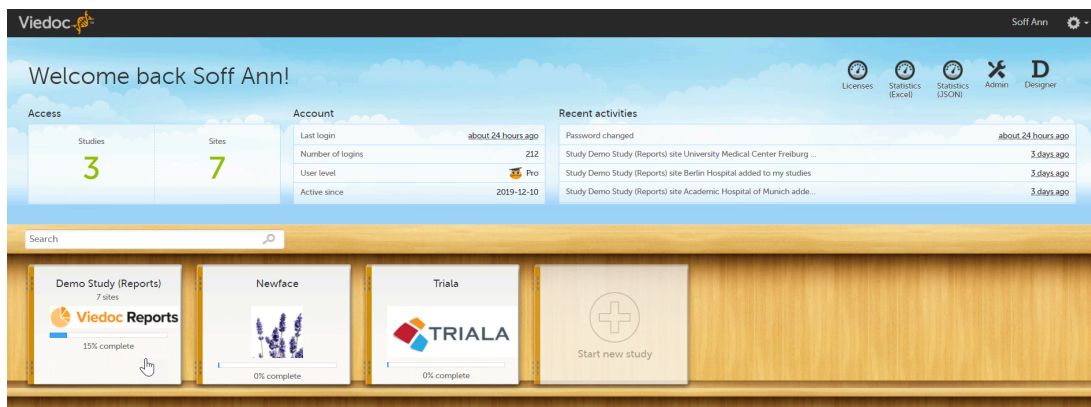 Viedoc
Soff Ann
Welcome back Soff Ann!
Licenses
Statistics
(Excel)
Statistics
(JSON)
Admin
D
Designer
Access
Studies
3
Sites
7
Account
Last login about 24 hours ago
Number of logins 212
User level Pro
Active since 2019-12-10
Recent activities
Password changed about 24 hours ago
Study Demo Study (Reports) site University Medical Center Freiburg ... 3 days ago
Study Demo Study (Reports) site Berlin Hospital added to my studies 3 days ago
Study Demo Study (Reports) site Academic Hospital of Munich adde... 3 days ago
Search
Demo Study (Reports)
7 sites
Viedoc Reports
15% complete
Newface
0% complete
Triala
TRIALA
0% complete
Start new study